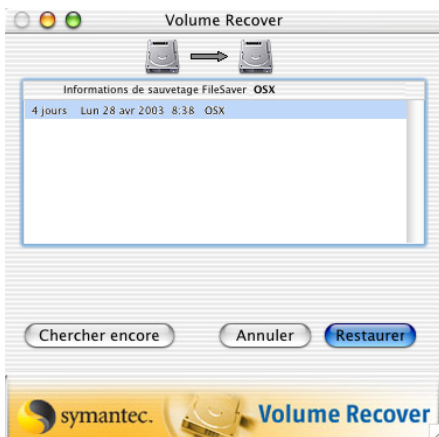 Volume Recover
Informations de sauvetage FileSaver OSX
4 jours Lun 28 avr 2003 8:38 OSX
Chercher encore Annuler Restaurer
symantec. Volume Recover